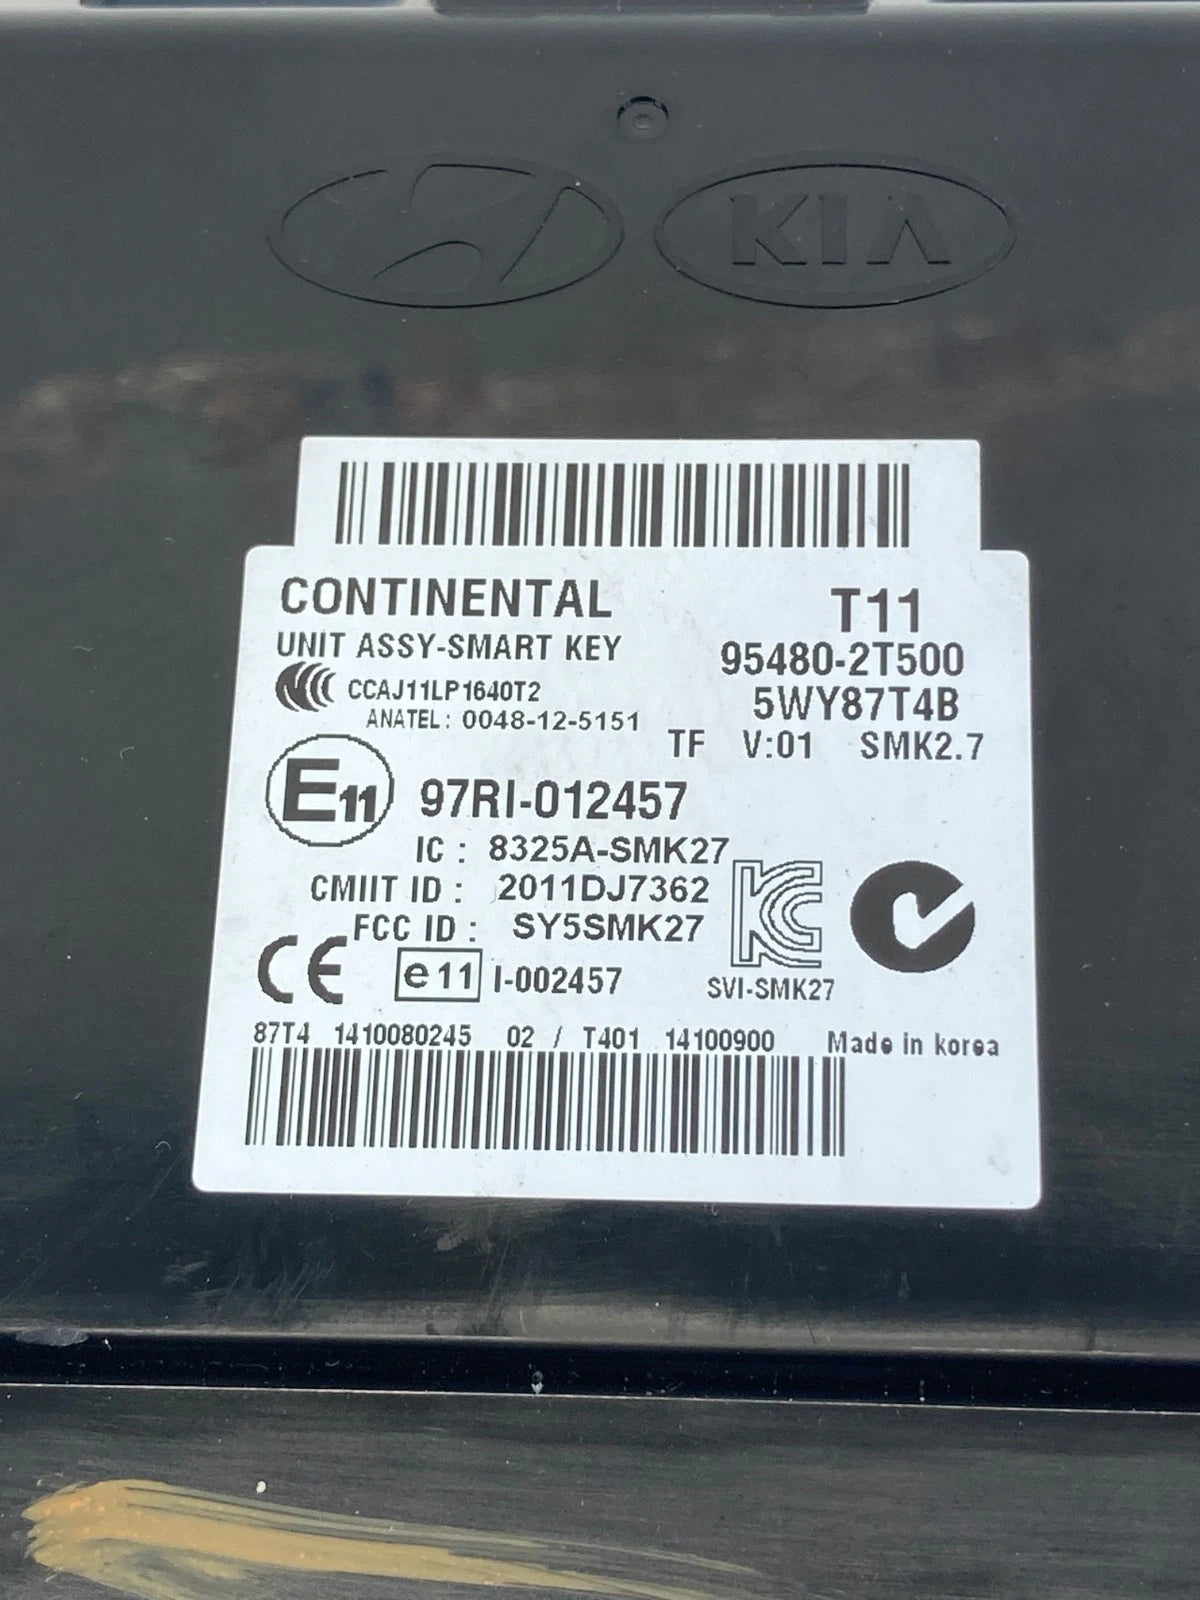 KIA
CONTINENTAL T11
UNIT ASSY-SMART KEY 95480-2T500
CCAJ11LP1640T2 5WY87T4B
ANATEL: 0048-12-5151
TF V:01 SMK2.7
E11 97RI-012457
IC : 8325A-SMK27
CMIIT ID : 2011DJ7362
FCC ID : SY5SMK27
CE e11 I-002457 KC SVI-SMK27
87T4 1410080245 02 / T401 14100900 Made in korea